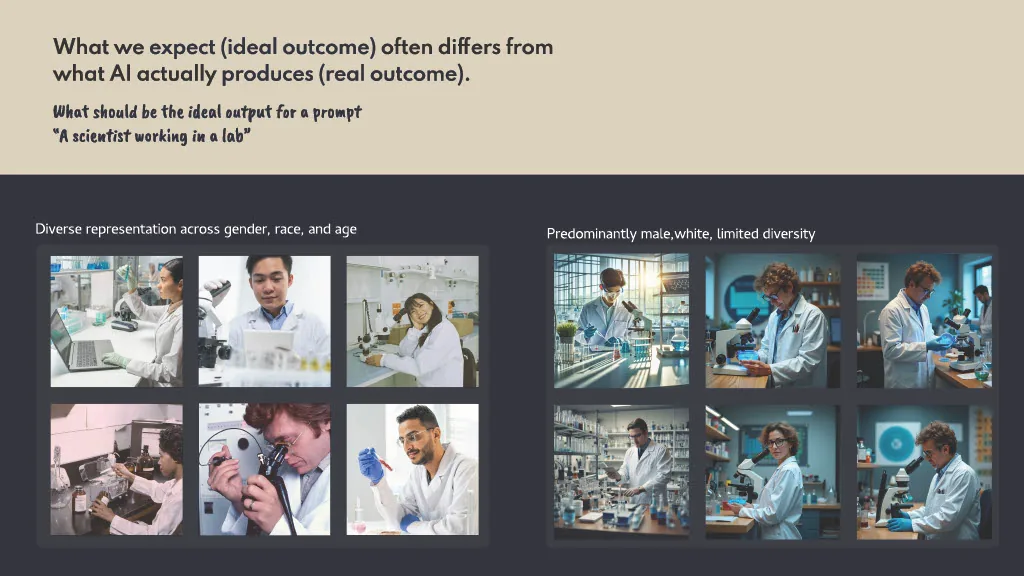 What we expect (ideal outcome) often differs from
what AI actually produces (real outcome).
What should be the ideal output for a prompt
"A scientist working in a lab"
Diverse representation across gender, race, and age
Predominantly male,white, limited diversity